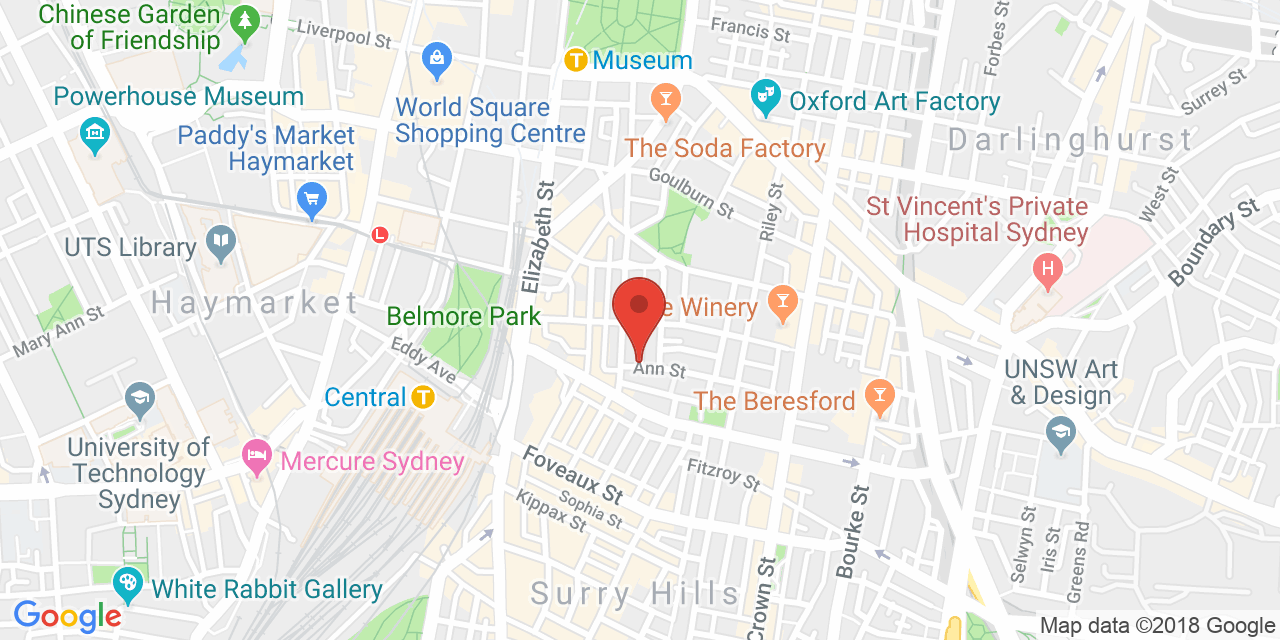 Chinese Garden
of Friendship
Liverpool St
Francis St
Forbes St
Museum
Surrey St
Powerhouse Museum
World Square
Shopping Centre
Oxford Art Factory
Paddy's Market
Haymarket
The Soda Factory
Darlinghurst
Goulburn St
West St
Elizabeth St
Riley St
St Vincent's Private
Hospital Sydney
Boundary St
UTS Library
L
H
Haymarket
Belmore Park
Winery
Mary Ann St
Eddy Ave
Ann St
UNSW Art
& Design
Central
T
The Beresford
University of
Technology
Sydney
Mercure Sydney
Foveaux St
Fitzroy St
Sophia St
Kippax St
Bourke St
Selwyn St
Iris St
Greens Rd
Crown St
White Rabbit Gallery
Surry Hills
Google
Map data ©2018 Google